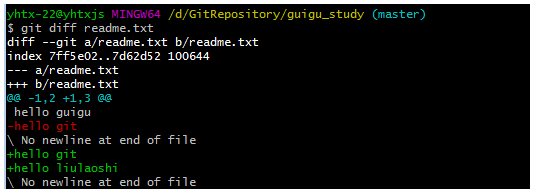 yhtx-22@yhtxjs MINGW64 /d/GitRepository/guigu_study (master)
$ git diff readme.txt
diff --git a/readme.txt b/readme.txt
index 7ff5e02..7d62d52 100644
--- a/readme.txt
+++ b/readme.txt
@@ -1,2 +1,3 @@
 hello guigu
-hello git
\ No newline at end of file
+hello git
+hello liulaoshi
\ No newline at end of file